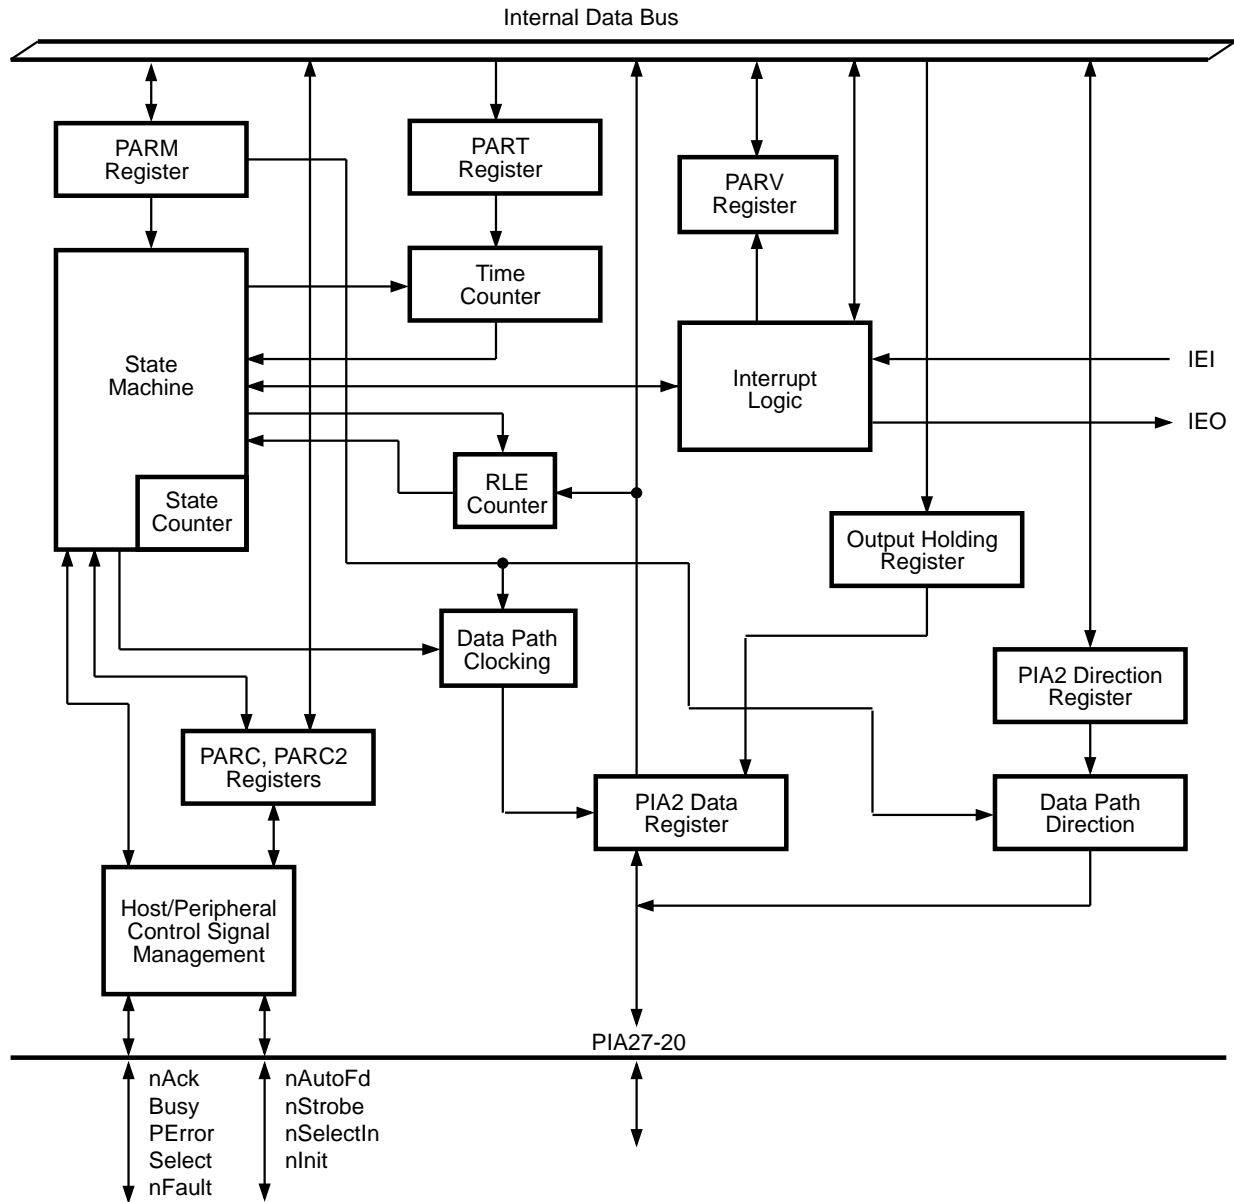 Internal Data Bus
PARM
Register
PART
Register
PARV
Register
Time
Counter
State
Machine
Interrupt
Logic
IEI
IEO
RLE
Counter
State
Counter
Output Holding
Register
Data Path
Clocking
PIA2 Direction
Register
PARC, PARC2
Registers
PIA2 Data
Register
Data Path
Direction
Host/Peripheral
Control Signal
Management
PIA27-20
nAck
Busy
PError
Select
nFault
nAutoFd
nStrobe
nSelectIn
nInit